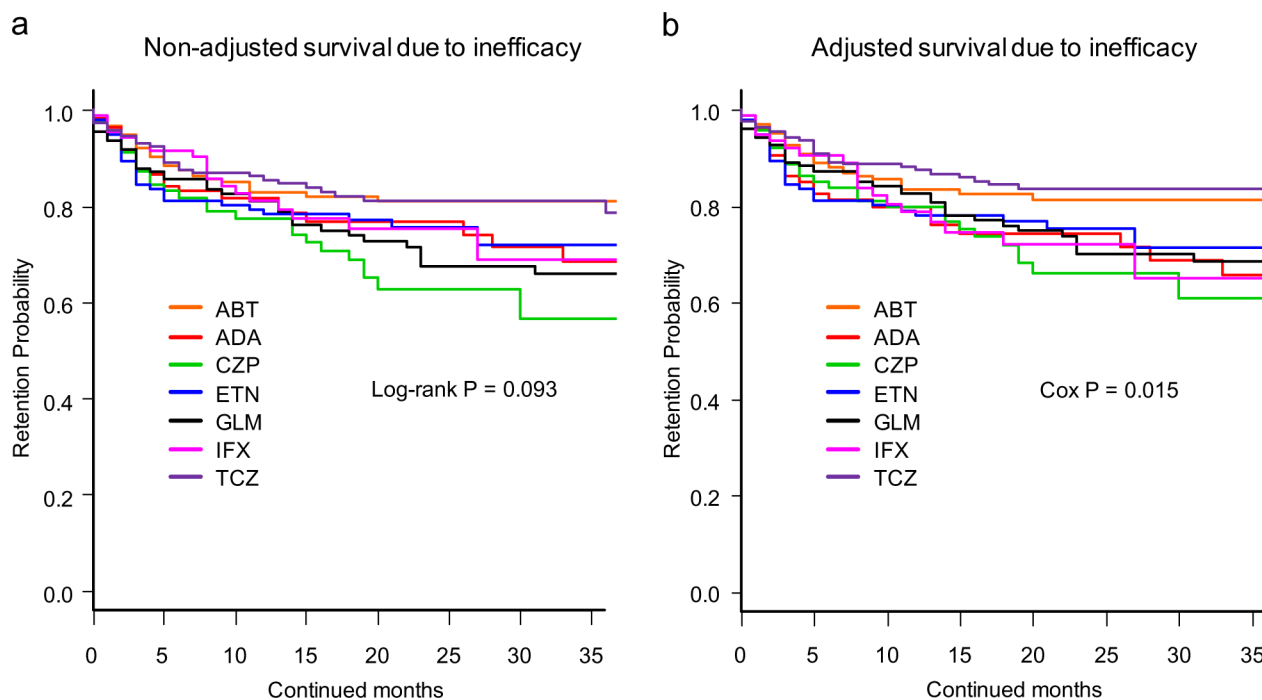 a
Non-adjusted survival due to inefficacy
Retention Probability
1.0
0.8
0.6
0.4
0.2
0.0
ABT
ADA
CZP
ETN
GLM
IFX
TCZ
Log-rank P = 0.093
0 5 10 15 20 25 30 35
Continued months
b
Adjusted survival due to inefficacy
Retention Probability
1.0
0.8
0.6
0.4
0.2
0.0
ABT
ADA
CZP
ETN
GLM
IFX
TCZ
Cox P = 0.015
0 5 10 15 20 25 30 35
Continued months